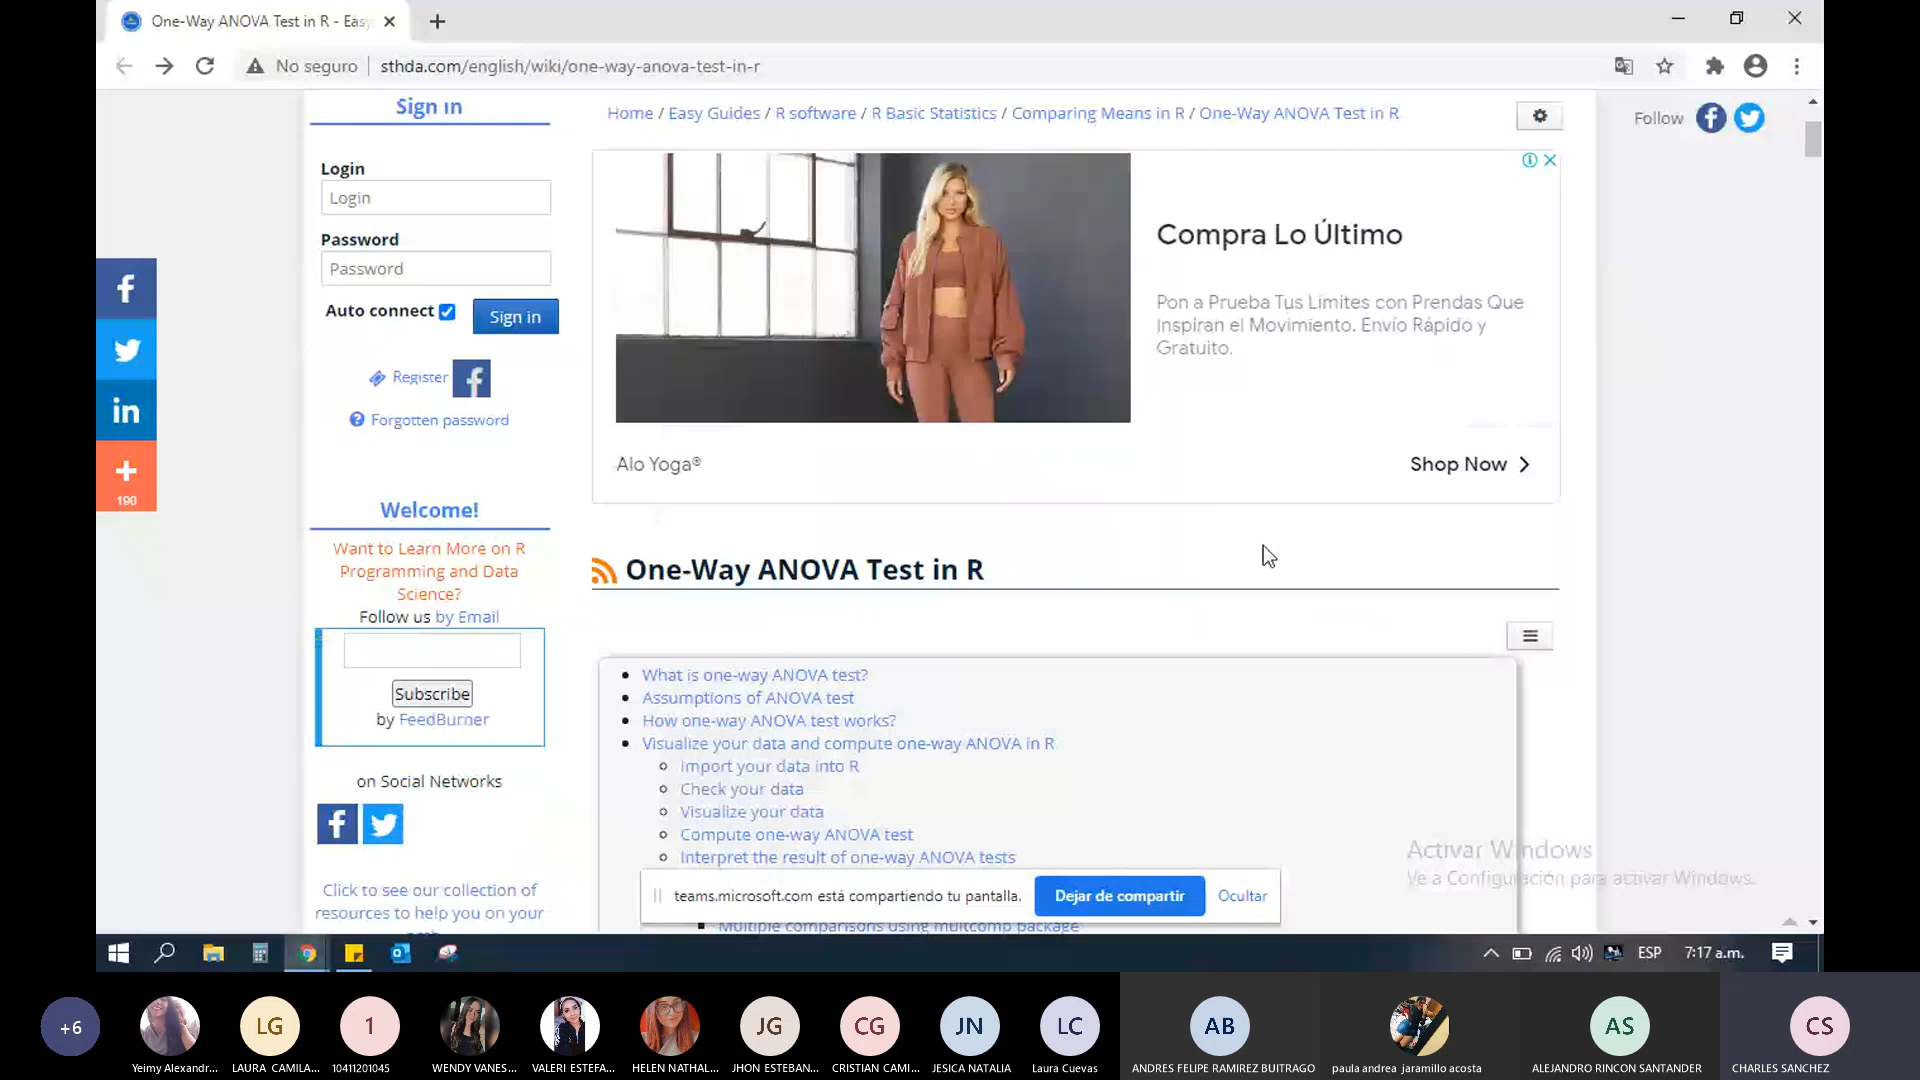 One-Way ANOVA Test in R - Easy
No seguro
sthda.com/english/wiki/one-way-anova-test-in-r
Sign in
Home / Easy Guides / R software / R Basic Statistics / Comparing Means in R / One-Way ANOVA Test in R
Follow
Login
Login
Password
Password
Auto connect
Sign in
Register
Forgotten password
190
Compra Lo Último
Pon a Prueba Tus Límites con Prendas Que
Inspiran el Movimiento. Envío Rápido y
Gratuito.
Alo Yoga®
Shop Now
Welcome!
Want to Learn More on R
Programming and Data
Science?
Follow us by Email
Subscribe
by FeedBurner
on Social Networks
Click to see our collection of
resources to help you on your
One-Way ANOVA Test in R
What is one-way ANOVA test?
Assumptions of ANOVA test
How one-way ANOVA test works?
Visualize your data and compute one-way ANOVA in R
Import your data into R
Check your data
Visualize your data
Compute one-way ANOVA test
Interpret the result of one-way ANOVA tests
Multiple comparisons using multcomp package
teams.microsoft.com está compartiendo tu pantalla.
Dejar de compartir
Ocultar
Activar Windows
Ve a Configuración para activar Windows.
ESP
7:17 a.m.
+6
LG
1
JG
CG
JN
LC
AB
AS
CS
Yeimy Alexandr...
LAURA CAMILA...
10411201045
WENDY VANES...
VALERI ESTEFA...
HELEN NATHAL...
JHON ESTEBAN...
CRISTIAN CAMI...
JESICA NATALIA
Laura Cuevas
ANDRES FELIPE RAMIREZ BUITRAGO
paula andrea jaramillo acosta
ALEJANDRO RINCON SANTANDER
CHARLES SANCHEZ